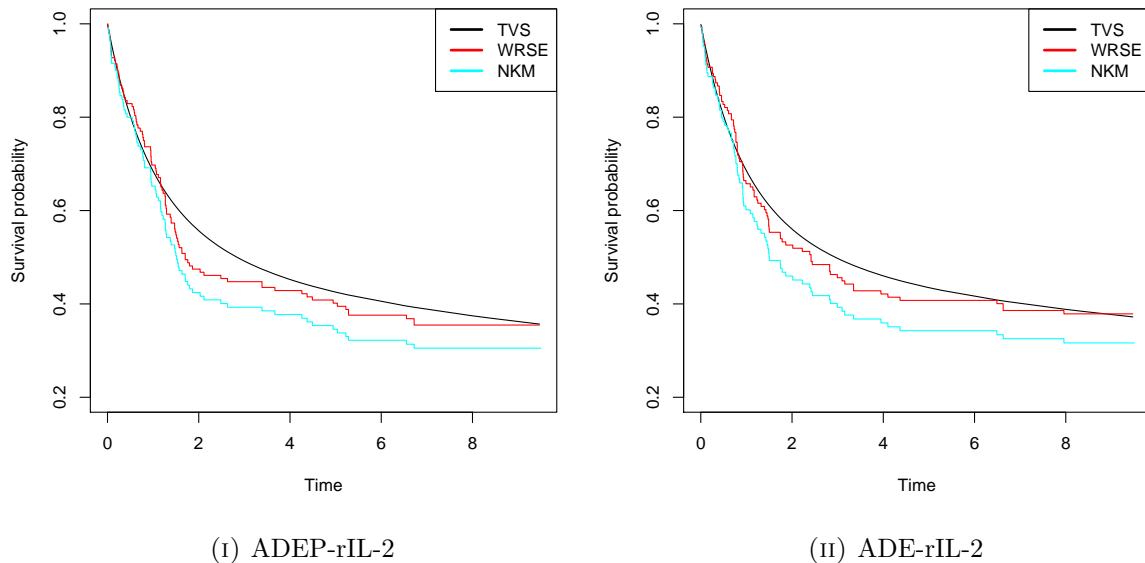 TVS
WRSE
NKM
Survival probability
1.0
0.8
0.6
0.4
0.2
0 2 4 6 8
Time
(I) ADEP-rIL-2
TVS
WRSE
NKM
Survival probability
1.0
0.8
0.6
0.4
0.2
0 2 4 6 8
Time
(II) ADE-rIL-2